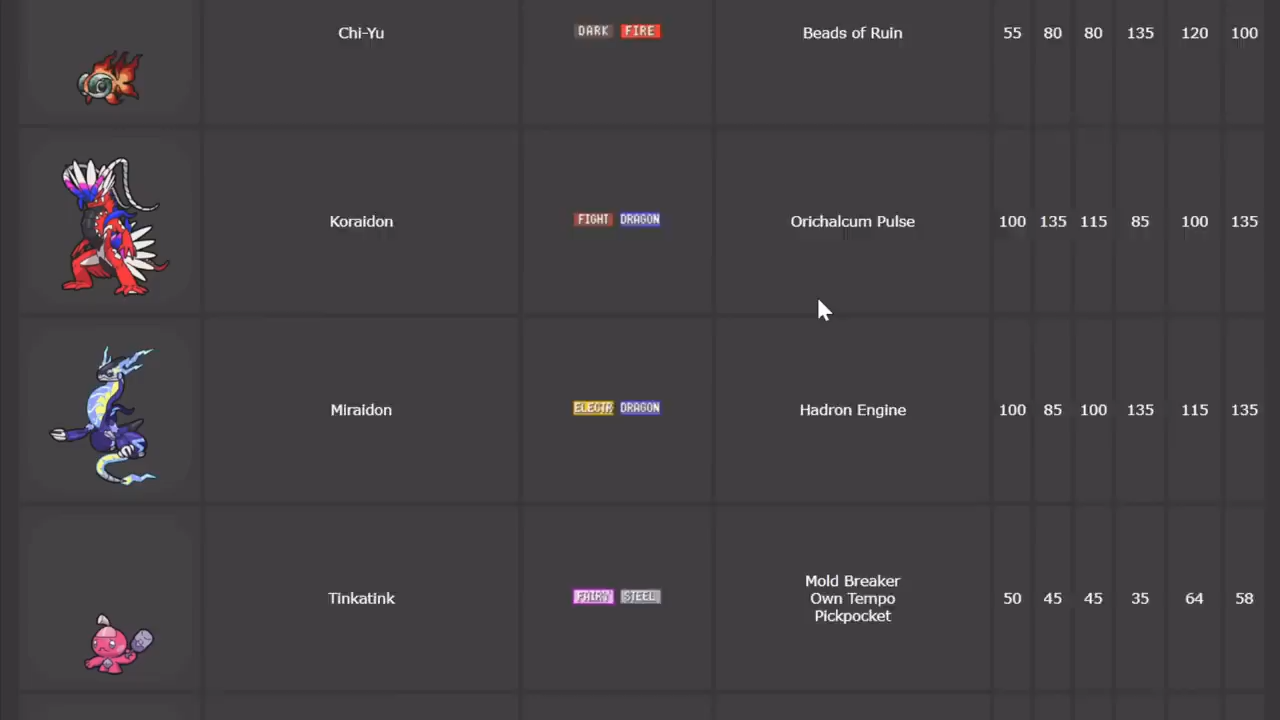 Chi-Yu DARK FIRE Beads of Ruin 55 80 80 135 120 100
Koraidon FIGHT DRAGON Orichalcum Pulse 100 135 115 85 100 135
Miraidon ELECTR DRAGON Hadron Engine 100 85 100 135 115 135
Mold Breaker
Tinkatink FAIRY STEEL Own Tempo 50 45 45 35 64 58
Pickpocket